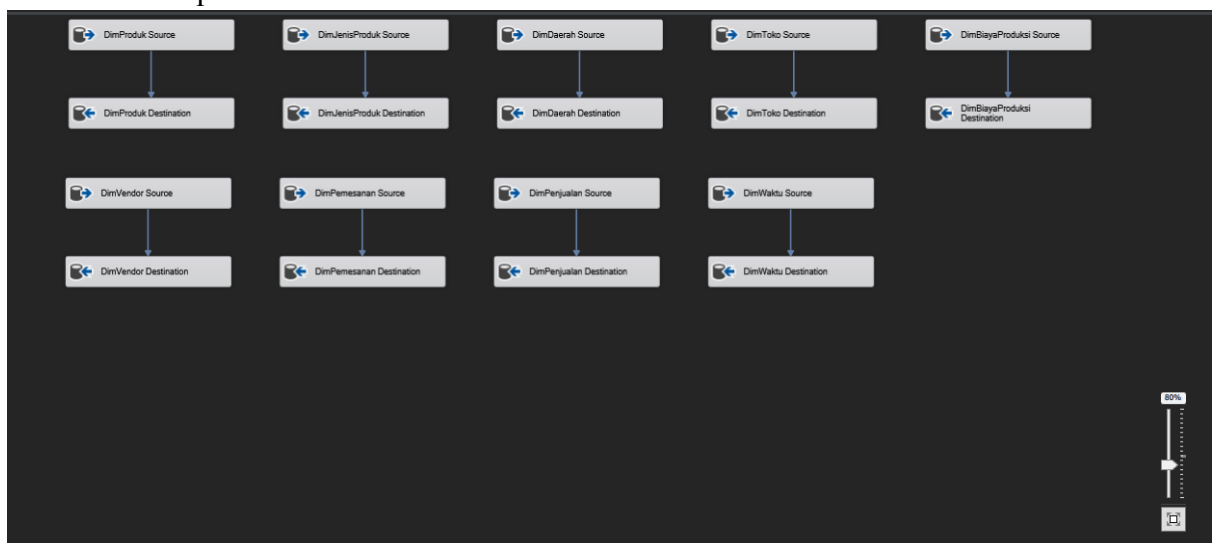 DimProduk Source
DimJenisProduk Source
DimDaerah Source
DimToko Source
DimBiayaProduksi Source
DimProduk Destination
DimJenisProduk Destination
DimDaerah Destination
DimToko Destination
DimBiayaProduksi
Destination
DimVendor Source
DimPemesanan Source
DimPenjualan Source
DimWaktu Source
DimVendor Destination
DimPemesanan Destination
DimPenjualan Destination
DimWaktu Destination
80%